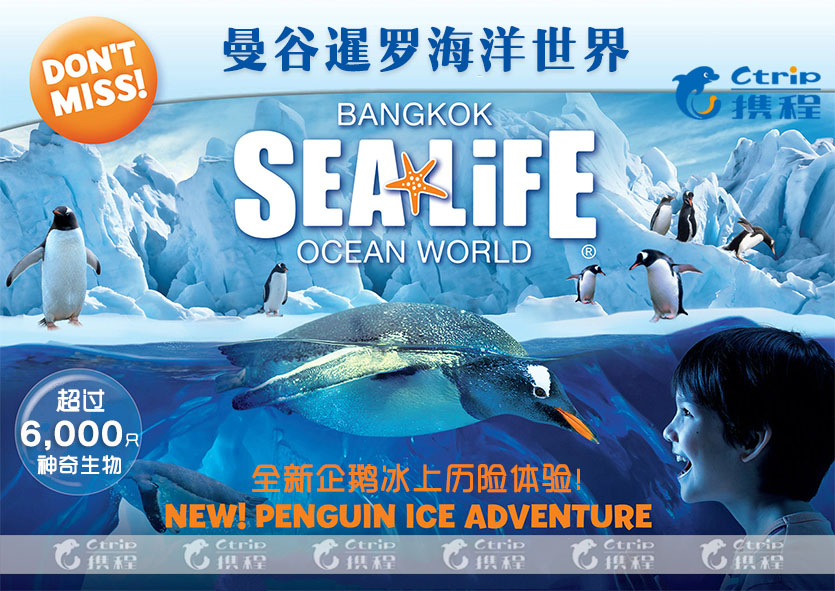 DON'T
MISS!
曼谷暹罗海洋世界
Ctrip
携程
BANGKOK
SEA LiFE
OCEAN WORLD
®
超过
6,000只
神奇生物
全新企鹅冰上历险体验!
NEW! PENGUIN ICE ADVENTURE
Ctrip Ctrip Ctrip Ctrip Ctrip Ctrip
携程 携程 携程 携程 携程 携程